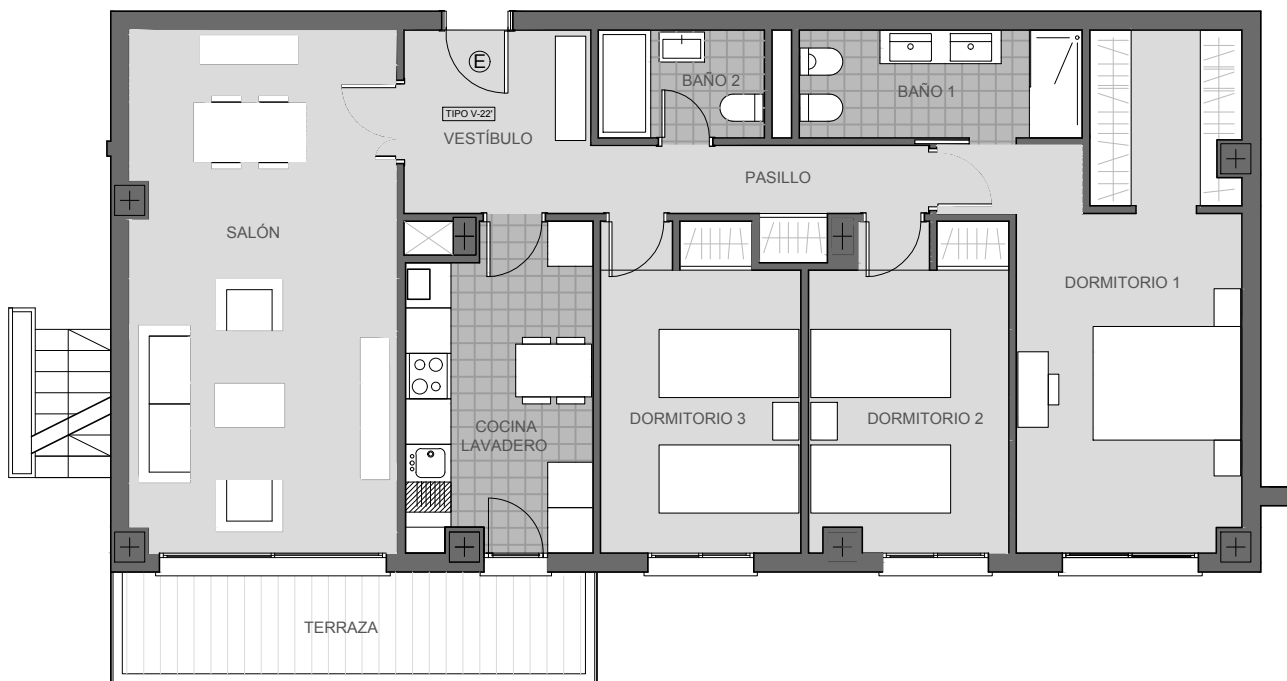 E
TIPO V-22'
VESTÍBULO
BAÑO 2
BAÑO 1
PASILLO
SALÓN
DORMITORIO 1
COCINA
LAVADERO
DORMITORIO 3
DORMITORIO 2
TERRAZA